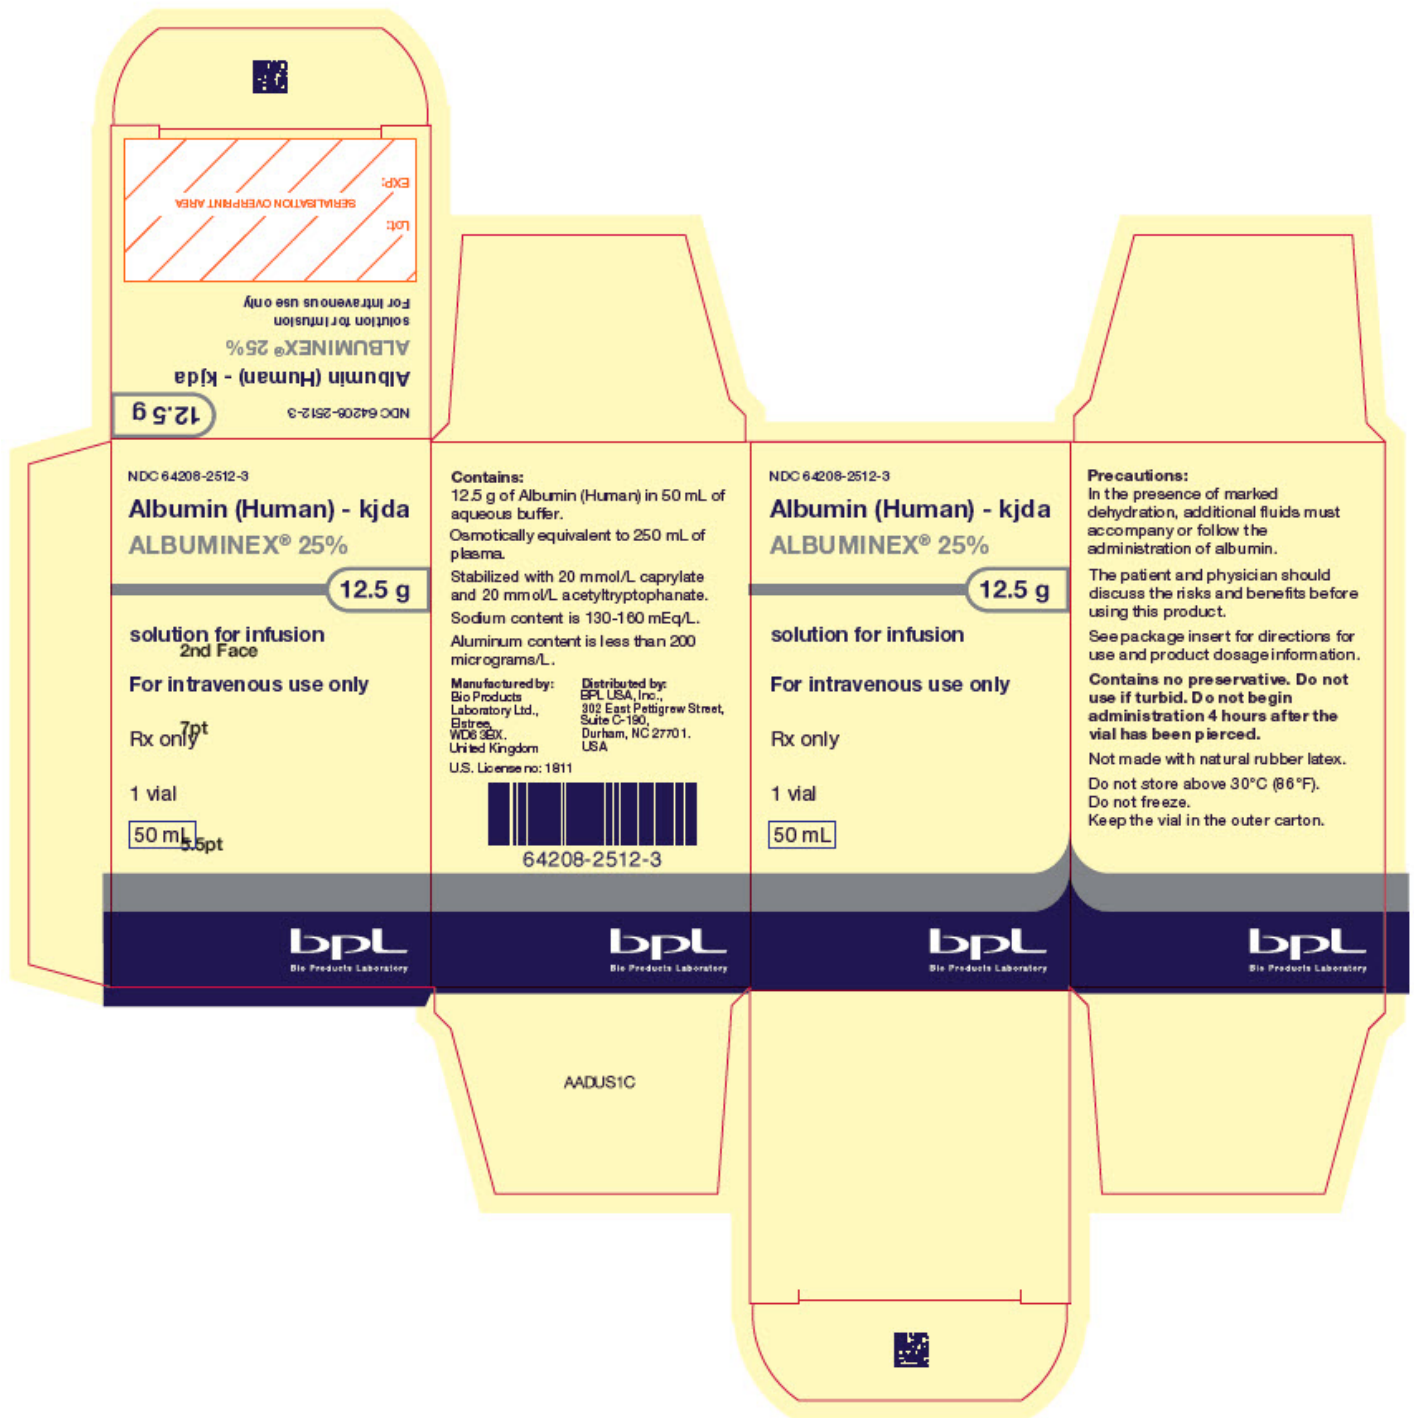 Lot:
EXP:
SERIALISATION OVERPRINT AREA
NDC 64208-2512-3
12.5 g
Albumin (Human) - kjda
ALBUMINEX® 25%
solution for infusion
For intravenous use only
NDC 64208-2512-3
Albumin (Human) - kjda
ALBUMINEX® 25%
12.5 g
solution for infusion
2nd Face
For intravenous use only
7pt
Rx only
1 vial
50 mL
5.5pt
bpL
Bio Products Laboratory
Contains:
12.5 g of Albumin (Human) in 50 mL of
aqueous buffer.
Osmotically equivalent to 250 mL of
plasma.
Stabilized with 20 mmol/L caprylate
and 20 mmol/L acetyltryptophanate.
Sodium content is 130-160 mEq/L.
Aluminum content is less than 200
micrograms/L.
Manufactured by:
Bio Products
Laboratory Ltd.,
Elstree,
WD6 3BX.
United Kingdom
Distributed by:
BPL USA, Inc.,
302 East Pettigrew Street,
Suite C-190,
Durham, NC 27701.
USA
U.S. License no: 1811
64208-2512-3
bpL
Bio Products Laboratory
AADUS1C
NDC 64208-2512-3
Albumin (Human) - kjda
ALBUMINEX® 25%
12.5 g
solution for infusion
For intravenous use only
Rx only
1 vial
50 mL
bpL
Bio Products Laboratory
Precautions:
In the presence of marked
dehydration, additional fluids must
accompany or follow the
administration of albumin.
The patient and physician should
discuss the risks and benefits before
using this product.
See package insert for directions for
use and product dosage information.
Contains no preservative. Do not
use if turbid. Do not begin
administration 4 hours after the
vial has been pierced.
Not made with natural rubber latex.
Do not store above 30°C (86°F).
Do not freeze.
Keep the vial in the outer carton.
bpL
Bio Products Laboratory